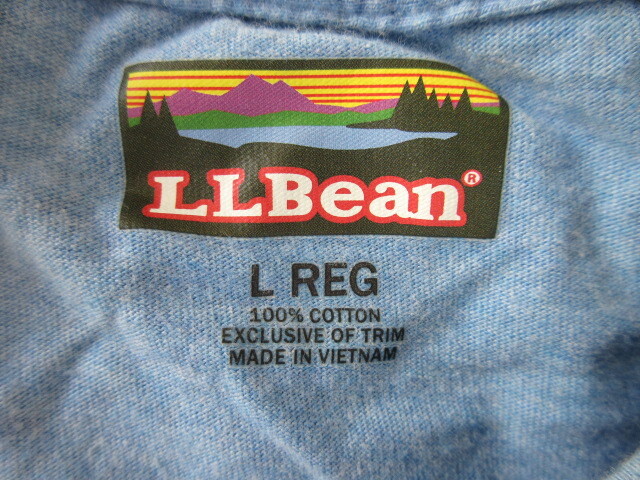 LLBean®
L REG
100% COTTON
EXCLUSIVE OF TRIM
MADE IN VIETNAM